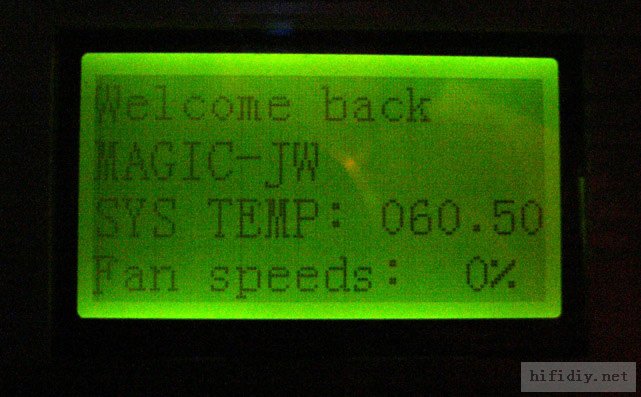 Welcome back
MAGIC-JW
SYS TEMP: 060.50
Fan speeds: 0%
hifidiy.net